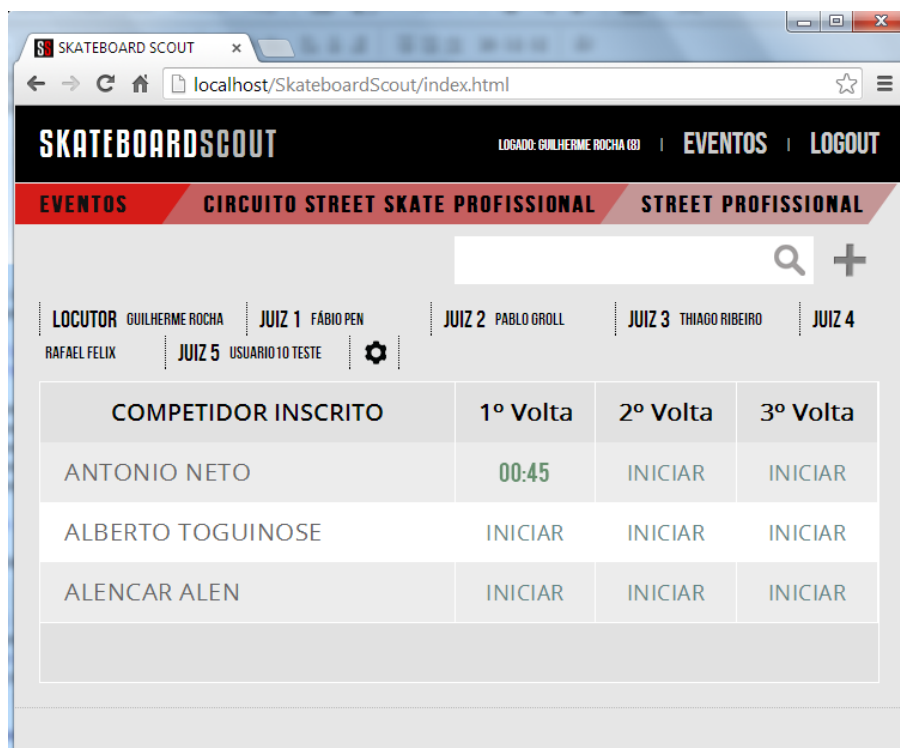 SKATEBOARD SCOUT
localhost/SkateboardScout/index.html
SKATEBOARDSCOUT LOGADO: GUILHERME ROCHA (8) | EVENTOS | LOGOUT
EVENTOS CIRCUITO STREET SKATE PROFISSIONAL STREET PROFISSIONAL
LOCUTOR GUILHERME ROCHA JUIZ 1 FÁBIO PEN JUIZ 2 PABLO GROLL JUIZ 3 THIAGO RIBEIRO JUIZ 4
RAFAEL FELIX JUIZ 5 USUARIO10 TESTE
COMPETIDOR INSCRITO 1º Volta 2º Volta 3º Volta
ANTONIO NETO 00:45 INICIAR INICIAR
ALBERTO TOGUINOSE INICIAR INICIAR INICIAR
ALENCAR ALEN INICIAR INICIAR INICIAR